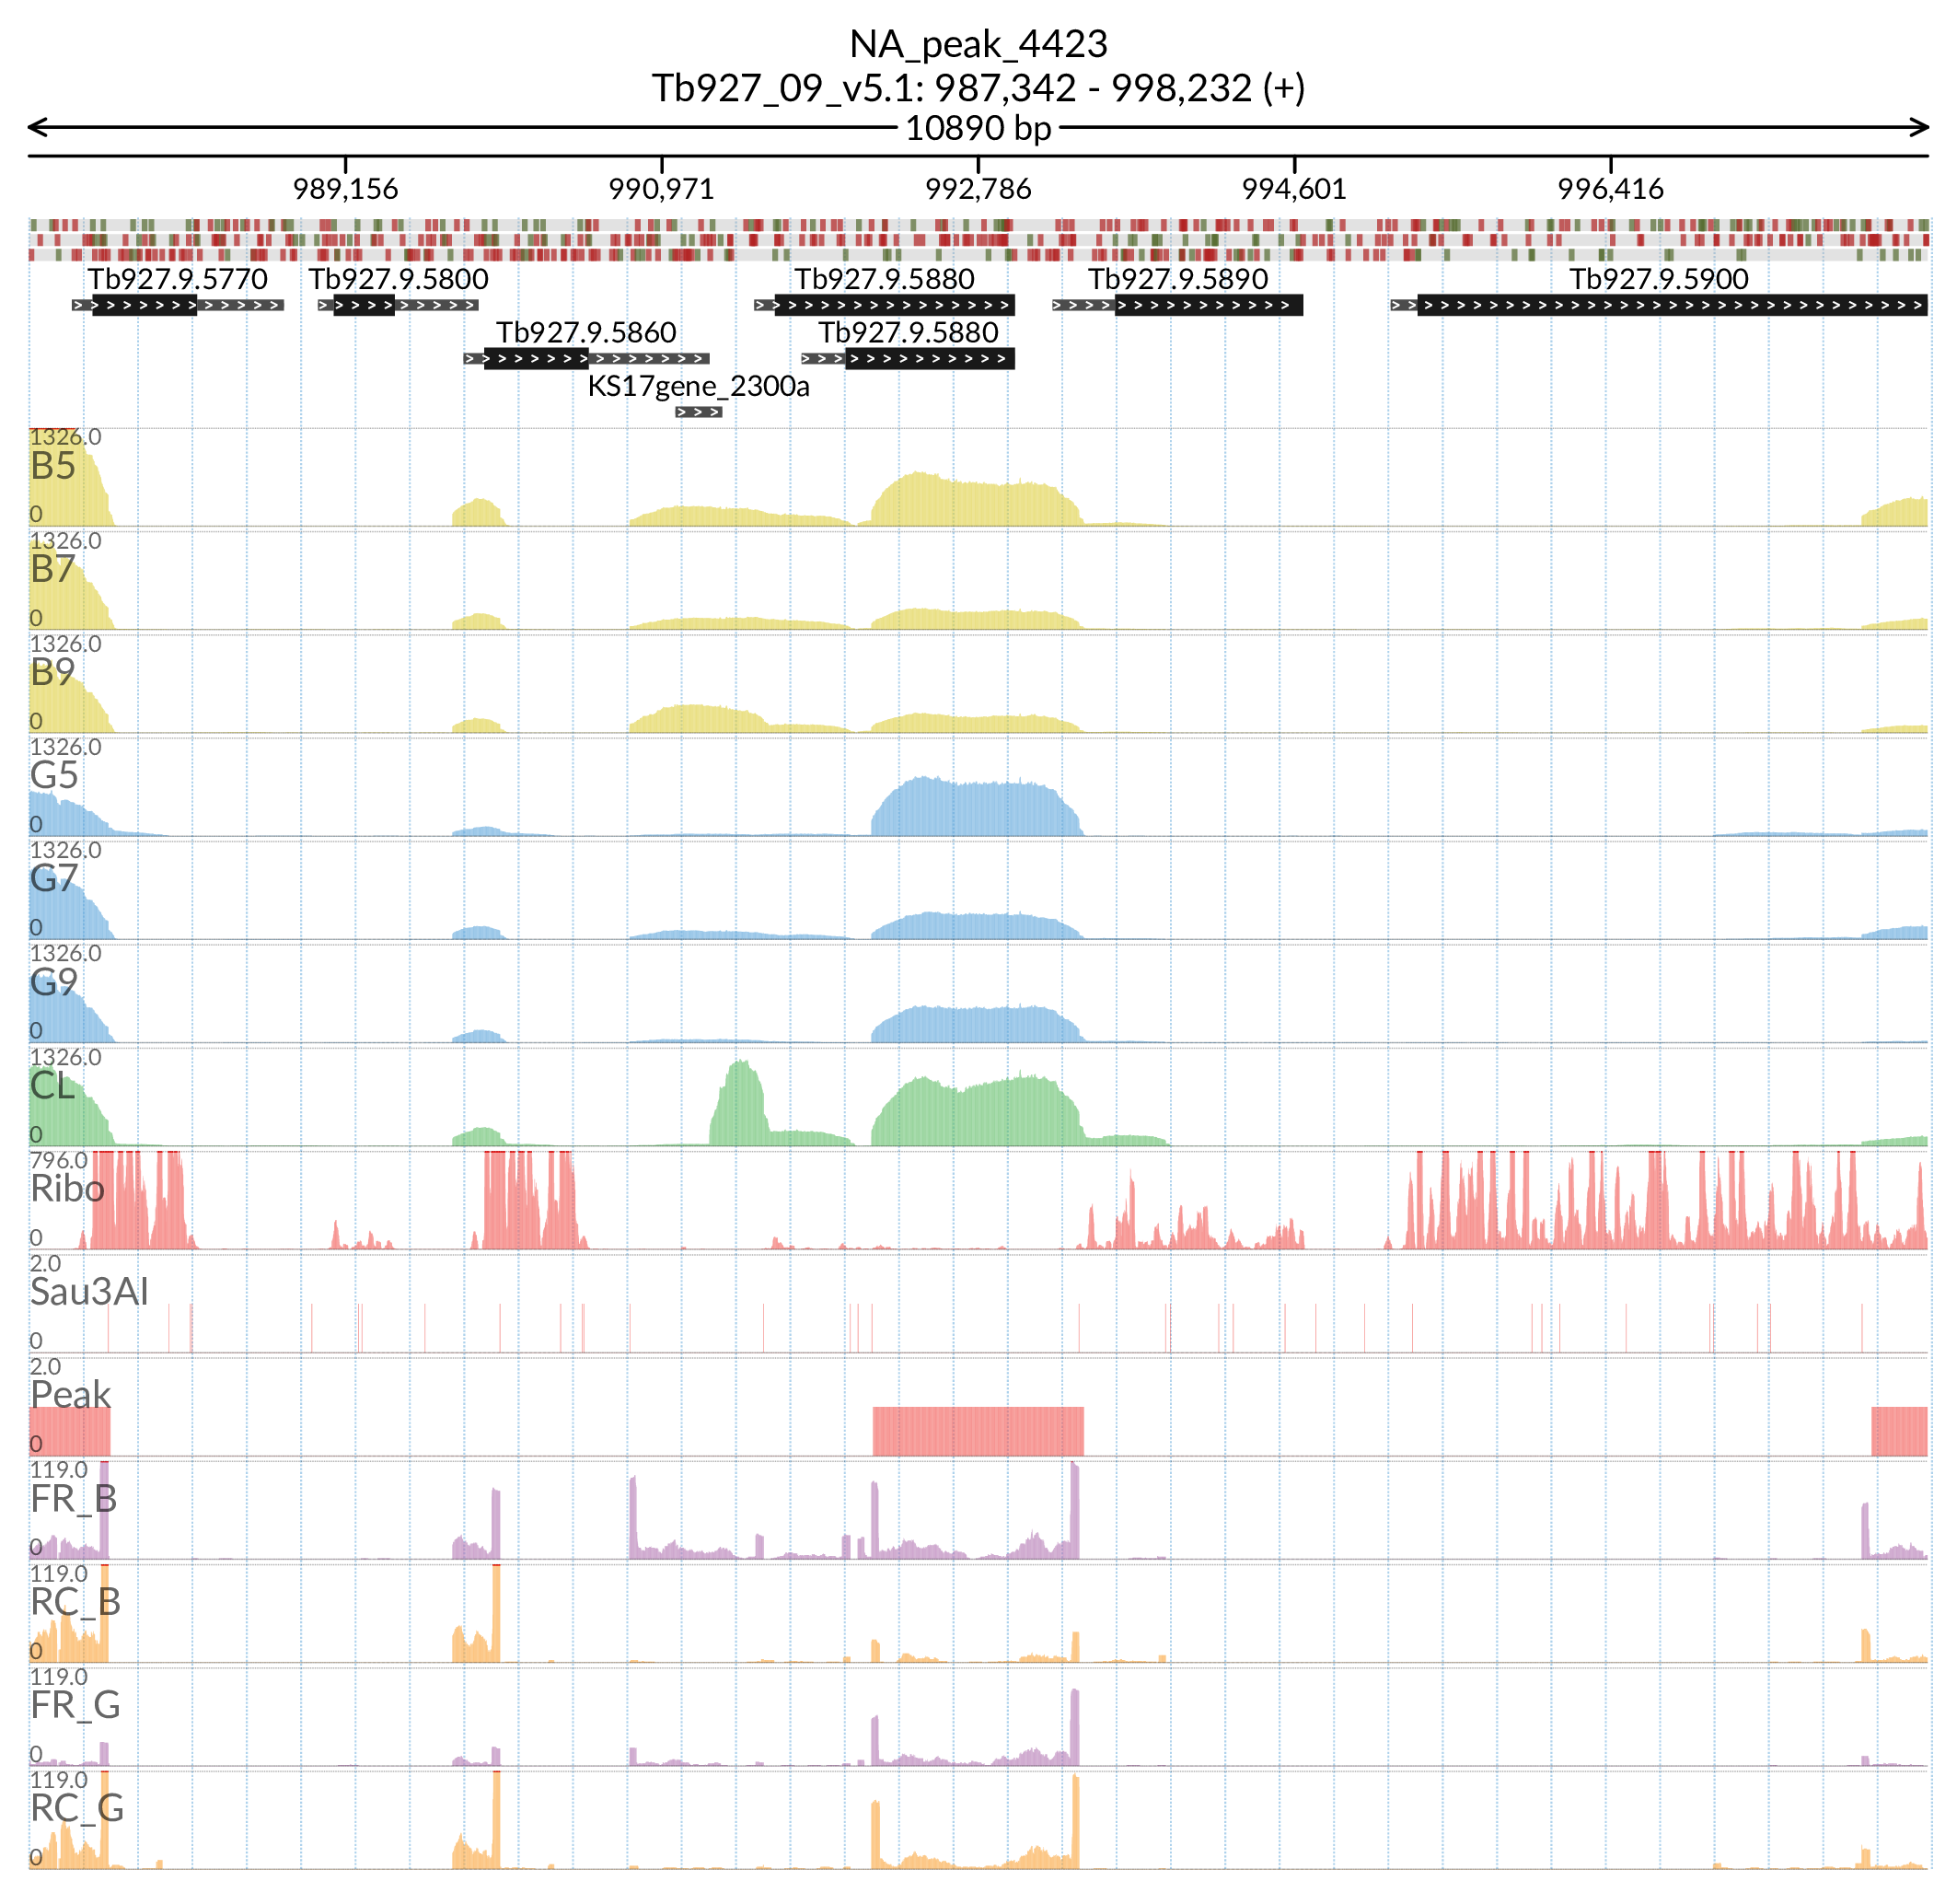 NA_peak_4423
Tb927_09_v5.1: 987,342 - 998,232 (+)
10890 bp
989,156 990,971 992,786 994,601 996,416
Tb927.9.5770 Tb927.9.5800 Tb927.9.5880 Tb927.9.5890 Tb927.9.5900
Tb927.9.5860 Tb927.9.5880
KS17gene_2300a
1326.0
B5
0
1326.0
B7
0
1326.0
B9
0
1326.0
G5
0
1326.0
G7
0
1326.0
G9
0
1326.0
CL
0
796.0
Ribo
0
2.0
Sau3AI
0
2.0
Peak
0
119.0
FR_B
0
119.0
RC_B
0
119.0
FR_G
0
119.0
RC_G
0